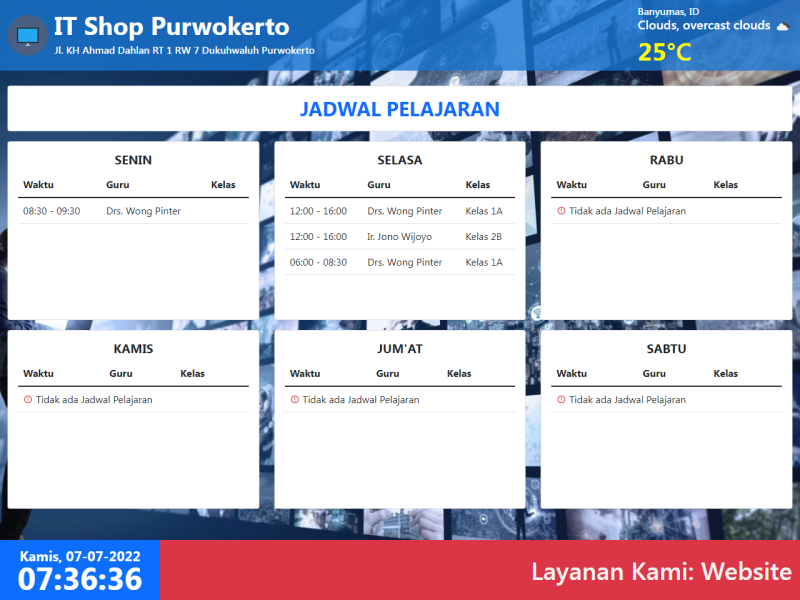 IT Shop Purwokerto
Jl. KH Ahmad Dahlan RT 1 RW 7 Dukuhwaluh Purwokerto
Banyumas, ID
Clouds, overcast clouds
25°C
JADWAL PELAJARAN
SENIN
Waktu Guru Kelas
08:30 - 09:30 Drs. Wong Pinter
SELASA
Waktu Guru Kelas
12:00 - 16:00 Drs. Wong Pinter Kelas 1A
12:00 - 16:00 Ir. Jono Wijoyo Kelas 2B
06:00 - 08:30 Drs. Wong Pinter Kelas 1A
RABU
Waktu Guru Kelas
Tidak ada Jadwal Pelajaran
KAMIS
Waktu Guru Kelas
Tidak ada Jadwal Pelajaran
JUM'AT
Waktu Guru Kelas
Tidak ada Jadwal Pelajaran
SABTU
Waktu Guru Kelas
Tidak ada Jadwal Pelajaran
Kamis, 07-07-2022
07:36:36
Layanan Kami: Website